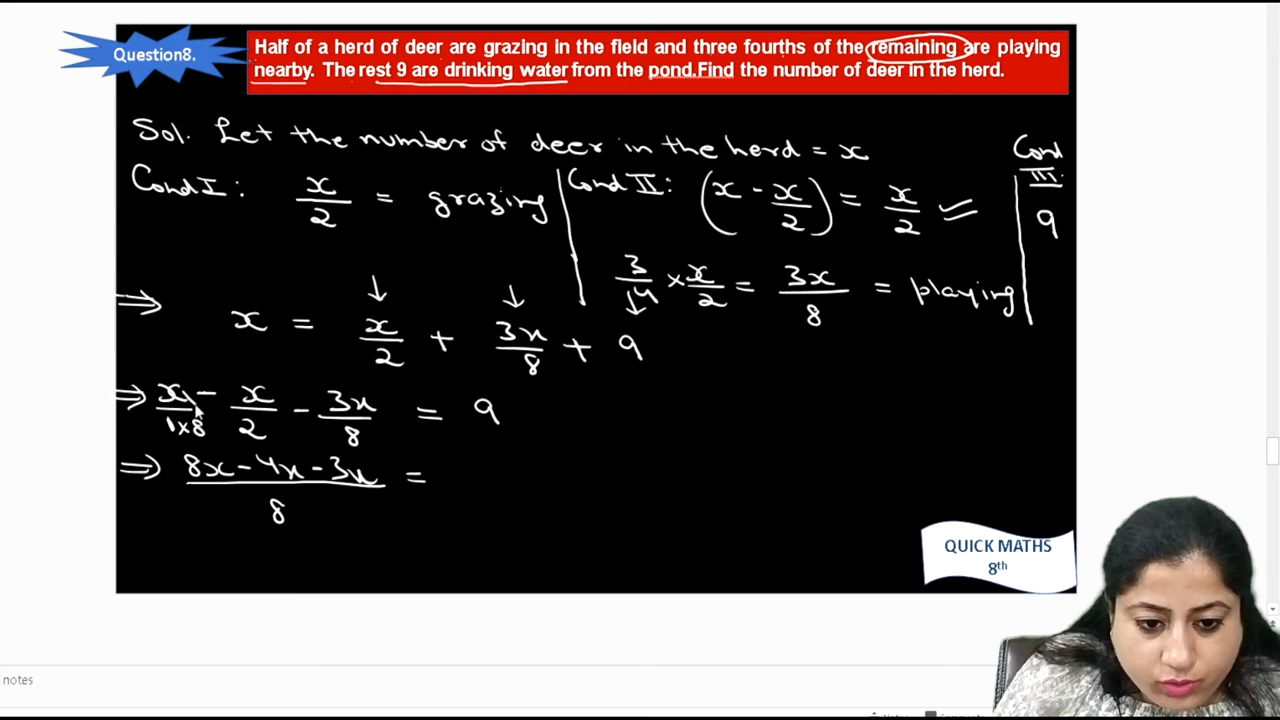 Question8.
Half of a herd of deer are grazing in the field and three fourths of the remaining are playing
nearby. The rest 9 are drinking water from the pond.Find the number of deer in the herd.
Sol. Let the number of deer in the herd = x
Cond I: x/2 = grazing
Cond II: (x - x/2) = x/2
3/4 × x/2 = 3x/8 = playing
Cond III:
9
⇒ x = x/2 + 3x/8 + 9
⇒ x/1×8 - x/2 - 3x/8 = 9
⇒ 8x - 4x - 3x / 8 =
QUICK MATHS
8th
notes